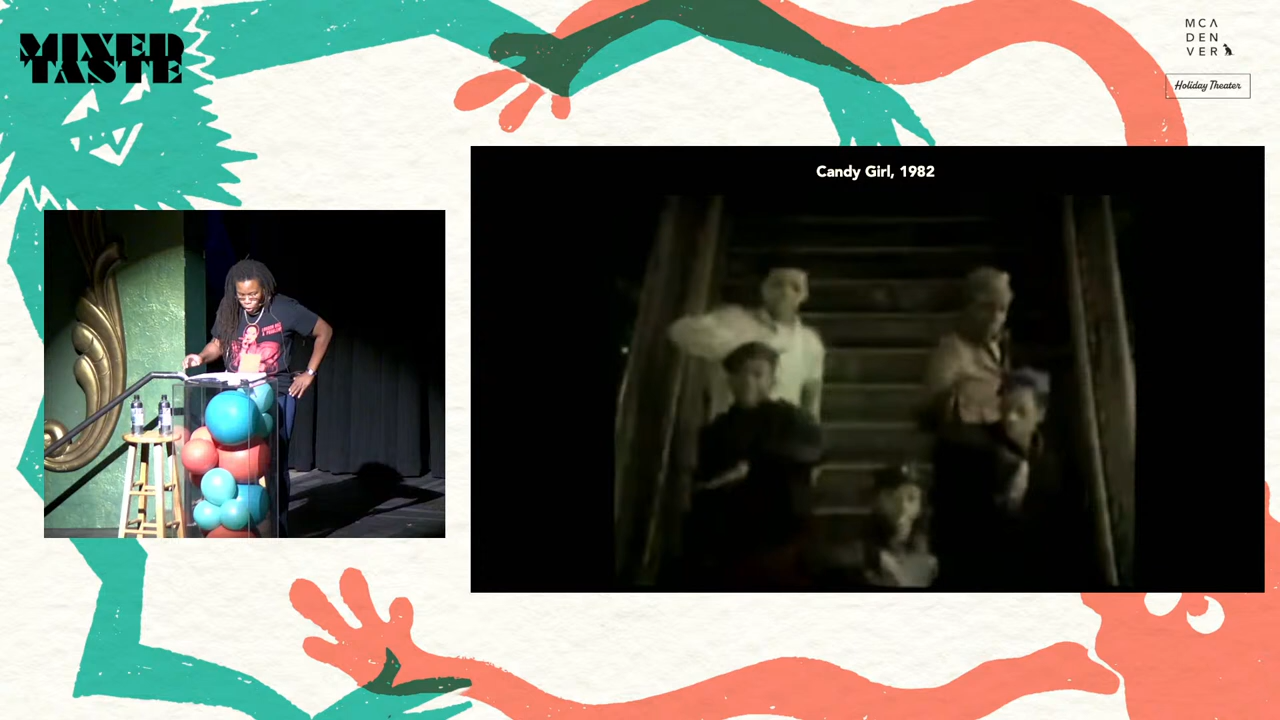 MIXED
TASTE
MCA
DEN
VER
Holiday Theater
Candy Girl, 1982